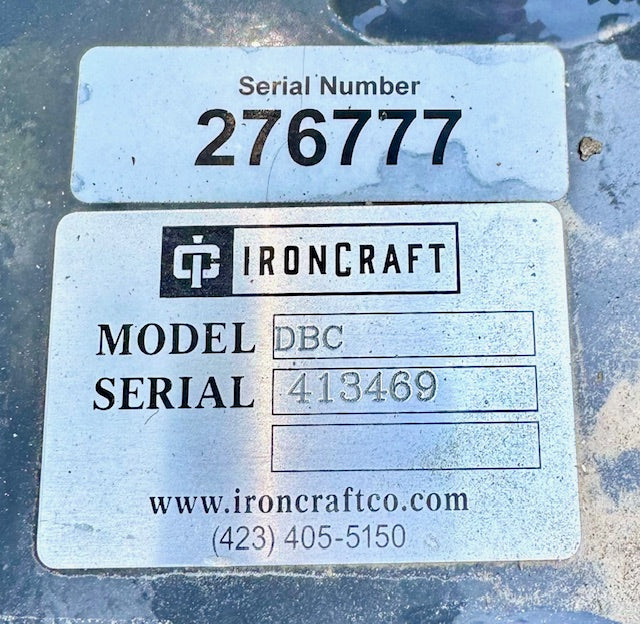 Serial Number
276777
IRONCRAFT
MODEL DBC
SERIAL 413469
www.ironcraftco.com
(423) 405-5150